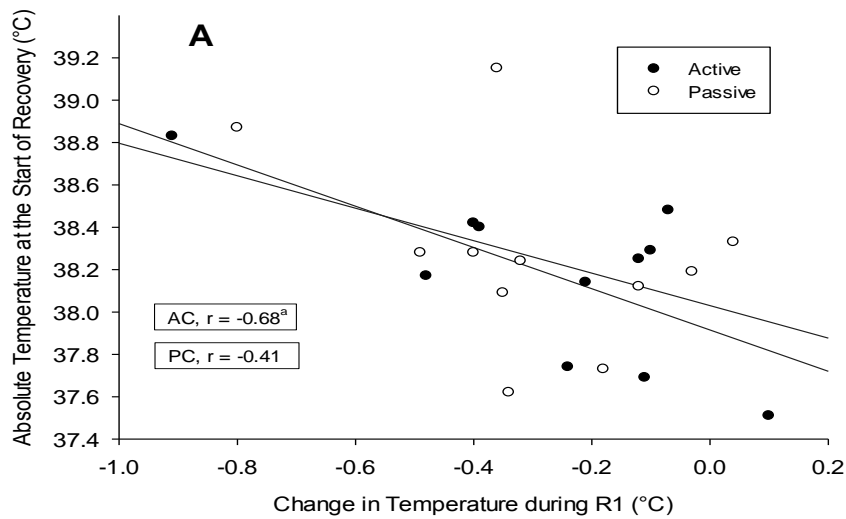 A
Absolute Temperature at the Start of Recovery (°C)
39.2
39.0
38.8
38.6
38.4
38.2
38.0
37.8
37.6
37.4
Active
Passive
AC, r = -0.68ᵃ
PC, r = -0.41
-1.0 -0.8 -0.6 -0.4 -0.2 0.0 0.2
Change in Temperature during R1 (°C)